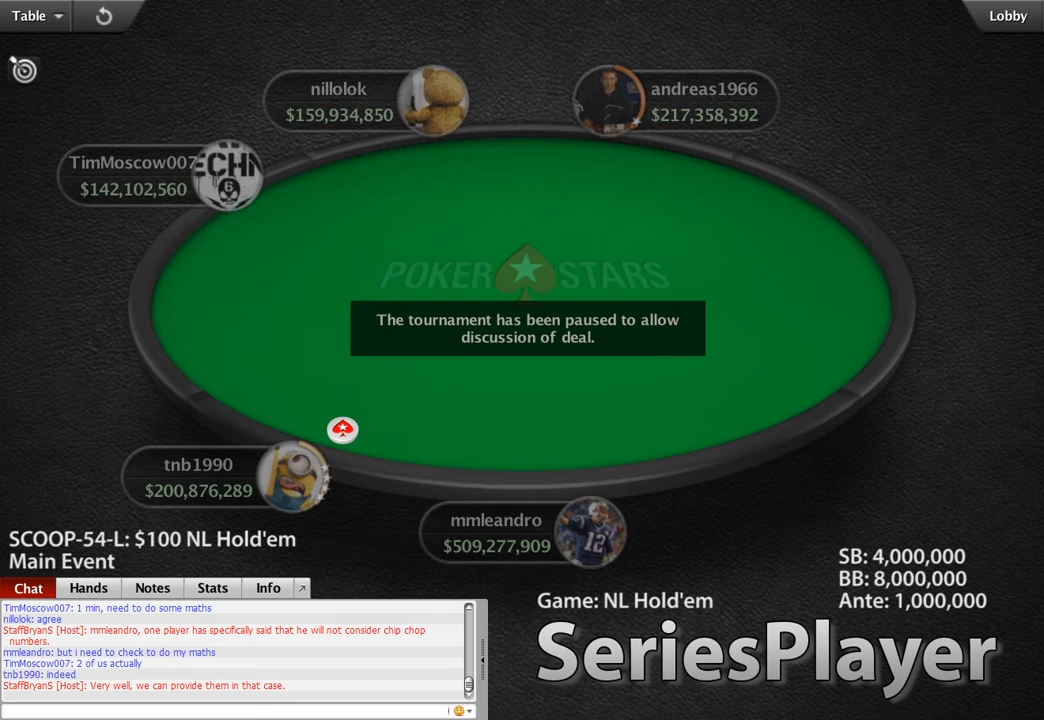 Table
Lobby
nillolok
$159,934,850
andreas1966
$217,358,392
TimMoscow007
$142,102,560
ECH
6
POKER STARS
The tournament has been paused to allow
discussion of deal.
tnb1990
$200,876,289
mmleandro
$509,277,909
12
SCOOP-54-L: $100 NL Hold'em
Main Event
SB: 4,000,000
BB: 8,000,000
Ante: 1,000,000
Game: NL Hold'em
SeriesPlayer
Chat
Hands
Notes
Stats
Info
TimMoscow007: 1 min, need to do some maths
nillolok: agree
StaffBryanS [Host]: mmleandro, one player has specifically said that he will not consider chip chop
numbers.
mmleandro: but i need to check to do my maths
TimMoscow007: 2 of us actually
tnb1990: indeed
StaffBryanS [Host]: Very well, we can provide them in that case.